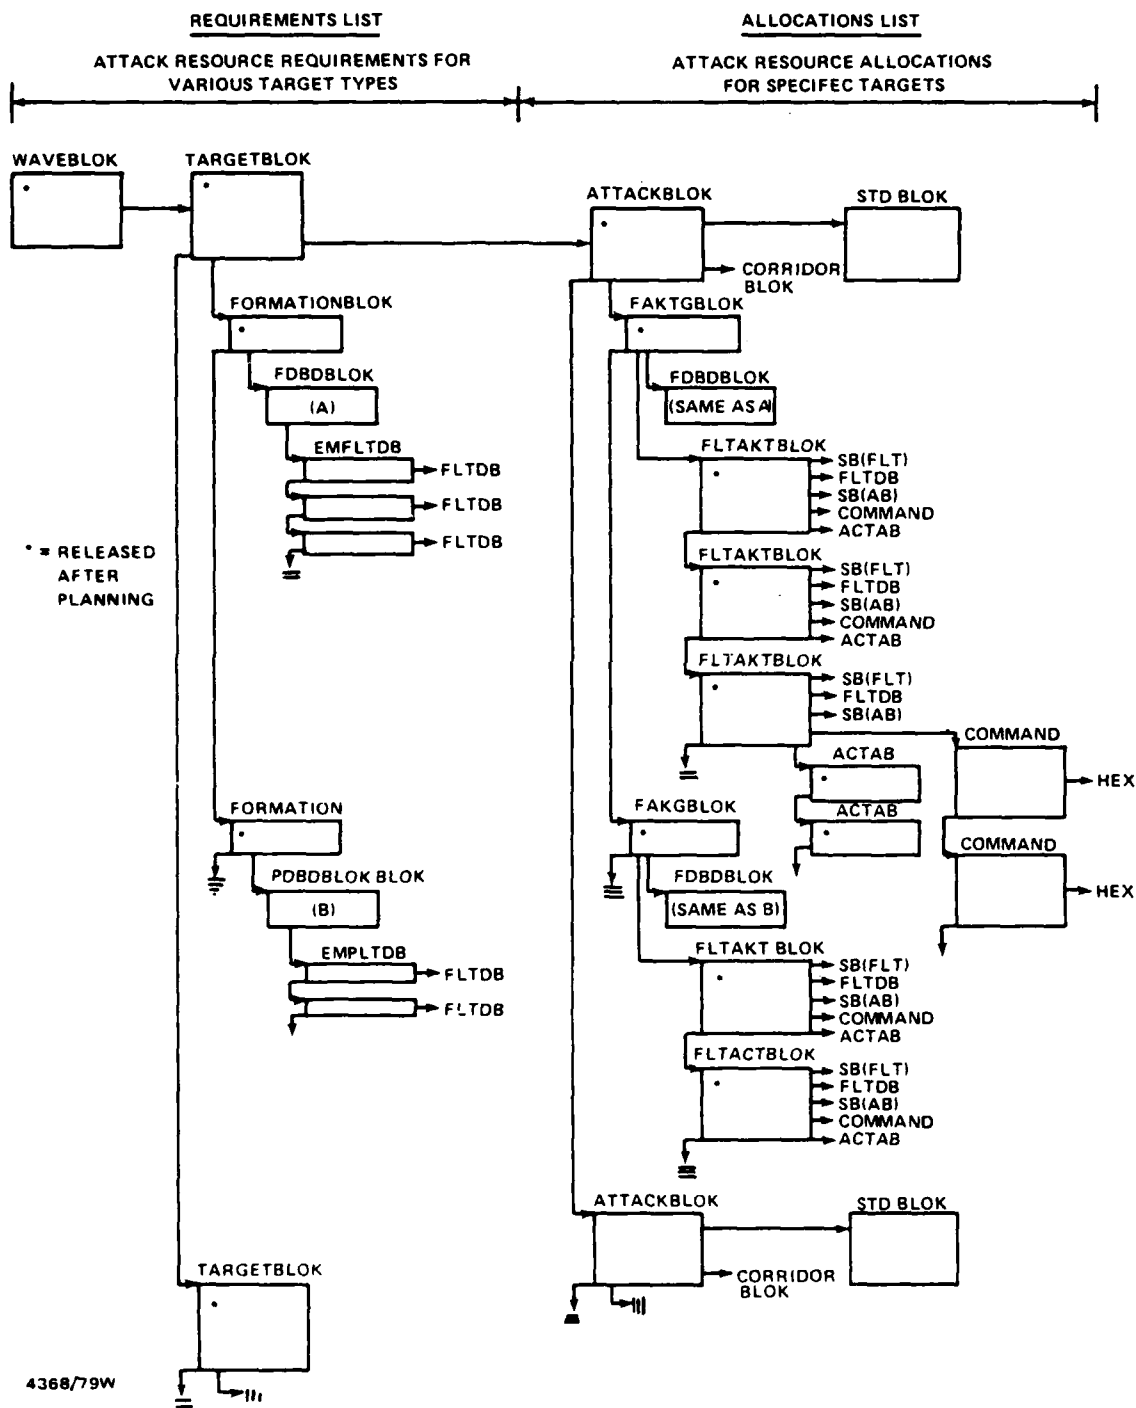 REQUIREMENTS LIST
ATTACK RESOURCE REQUIREMENTS FOR
VARIOUS TARGET TYPES
ALLOCATIONS LIST
ATTACK RESOURCE ALLOCATIONS
FOR SPECIFEC TARGETS
WAVEBLOK
TARGETBLOK
ATTACKBLOK
STD BLOK
CORRIDOR
BLOK
FORMATIONBLOK
FDBDBLOK
(A)
EMFLTDB
FLTDB
FLTDB
FLTDB
* = RELEASED
AFTER
PLANNING
FAKTGBLOK
FDBDBLOK
(SAME AS A)
FLTAKTBLOK
SB(FLT)
FLTDB
SB(AB)
COMMAND
ACTAB
FLTAKTBLOK
SB(FLT)
FLTDB
SB(AB)
COMMAND
ACTAB
FLTAKTBLOK
SB(FLT)
FLTDB
SB(AB)
COMMAND
HEX
ACTAB
ACTAB
COMMAND
HEX
FORMATION
PDBDBLOK BLOK
(B)
EMPLTDB
FLTDB
FLTDB
FAKGBLOK
FDBDBLOK
(SAME AS B)
FLTAKT BLOK
SB(FLT)
FLTDB
SB(AB)
COMMAND
ACTAB
FLTACTBLOK
SB(FLT)
FLTDB
SB(AB)
COMMAND
ACTAB
ATTACKBLOK
STD BLOK
CORRIDOR
BLOK
TARGETBLOK
4368/79W